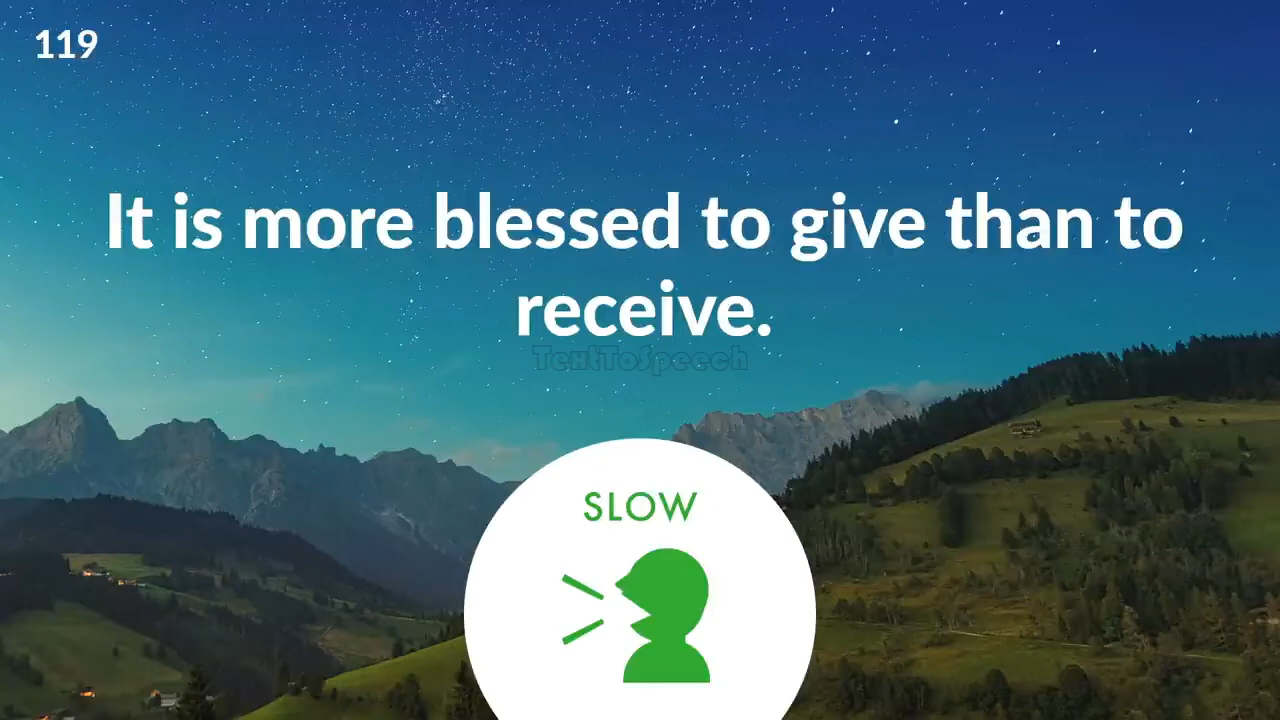 119
It is more blessed to give than to
receive.
TextToSpeech
SLOW